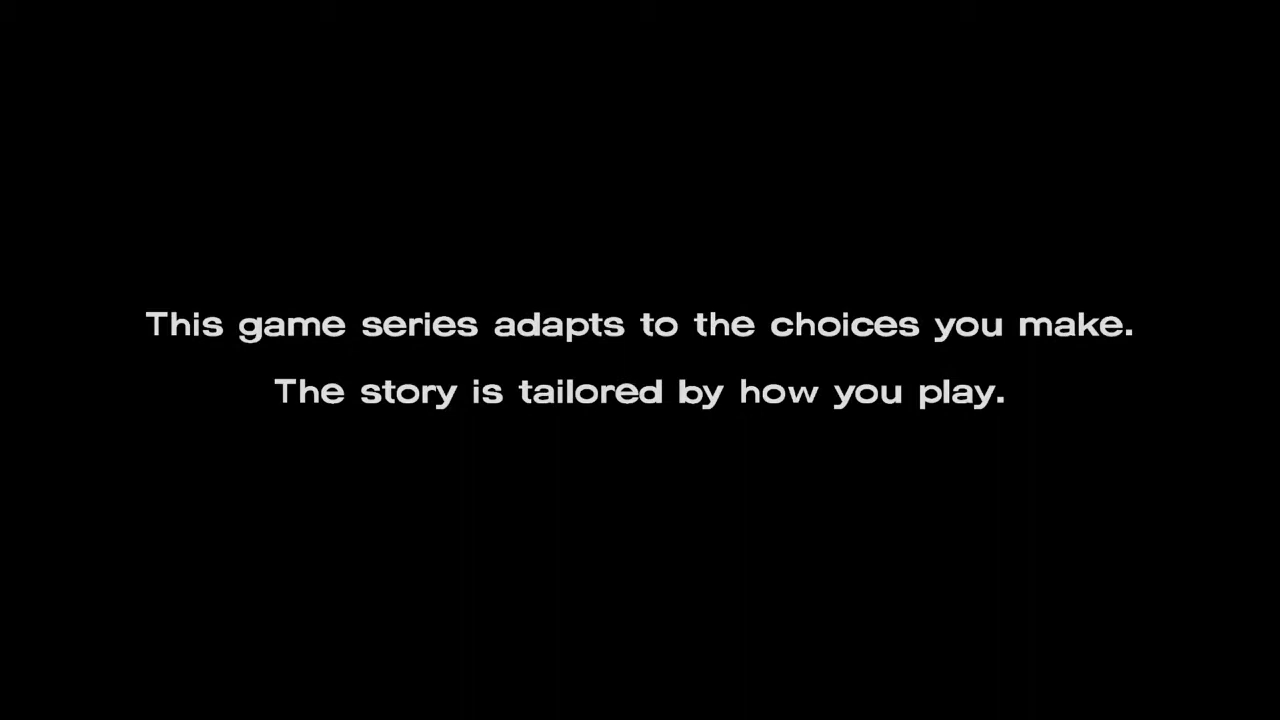 This game series adapts to the choices you make.
The story is tailored by how you play.